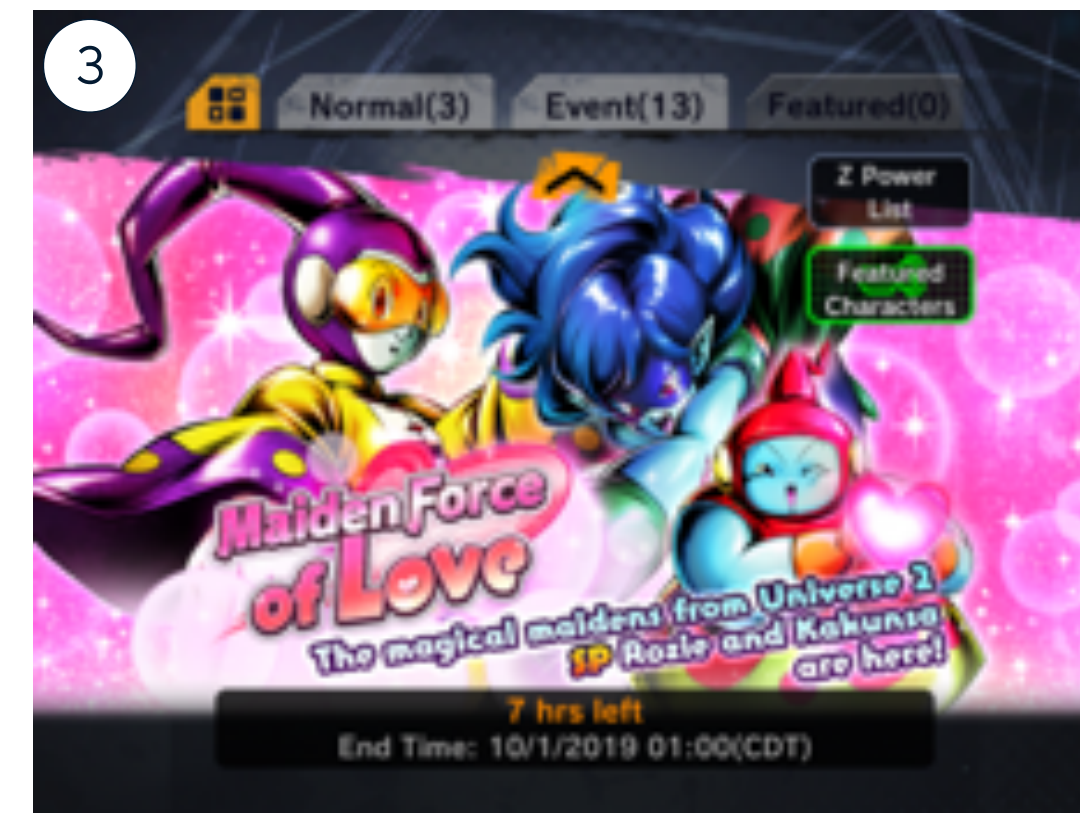 3
Normal(3)
Event(13)
Featured(0)
Z Power
List
Featured
Characters
Maiden Force
of Love
The magical maidens from Universe 2
SP Rozie and Kakunsa
are here!
7 hrs left
End Time: 10/1/2019 01:00(CDT)